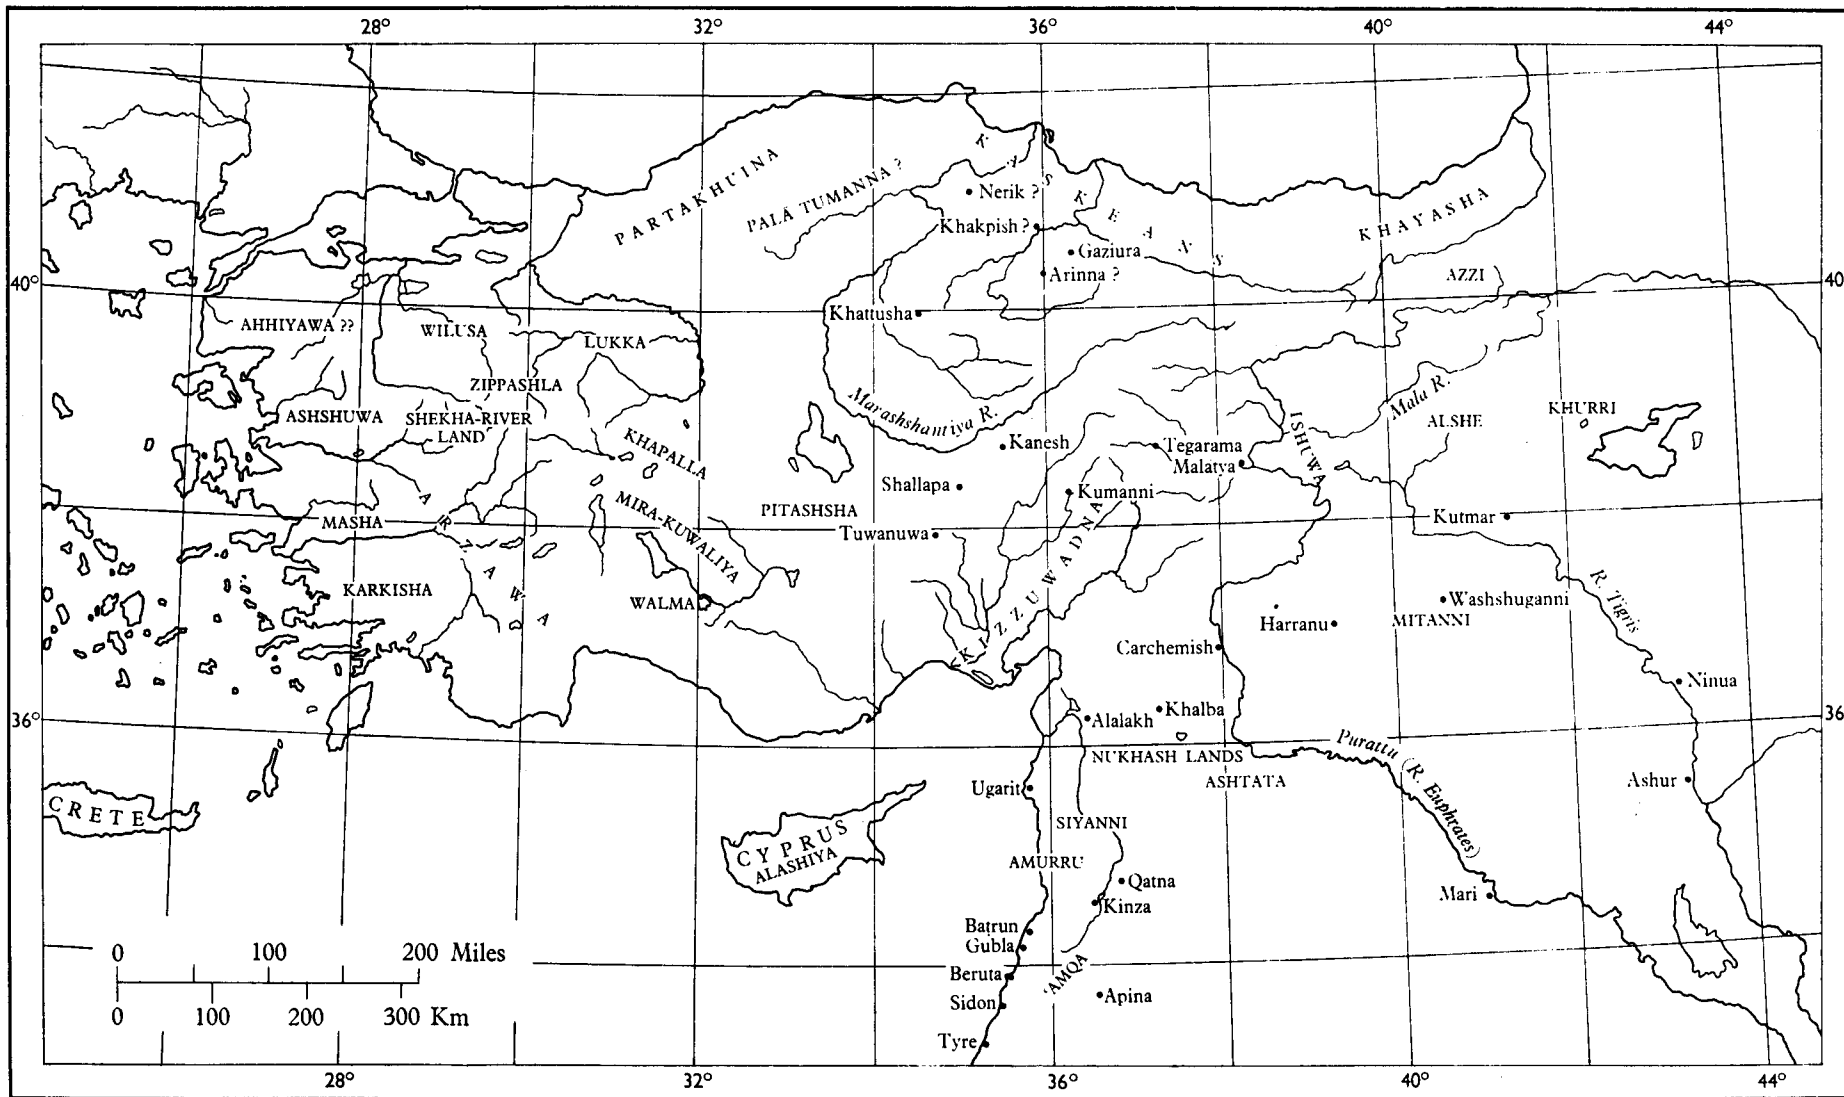 28° 32° 36° 40° 44°
PARTAKHUINA
PALA TUMANNA ?
KASKEANS
Nerik ?
Khakpish ?
Gaziura
Arinna ?
KHAYASHA
AZZI
40° 40
AHHIYAWA ??
WILUSA
LUKKA
Khattusha
ZIPPASHLA
ASHSHUWA
SHEKHA-RIVER
LAND
KHAPALLA
Marashshantiya R.
Kanesh
Tegarama
Malatya
ISHUWA
Mala R.
ALSHE
KHURRI
Shallapa
Kumanni
PITASHSHA
MASHA
ARZAWA
MIRA-KUWALIYA
Tuwanuwa
Kutmar
KARKISHA
WALMA
KIZZUWADNA
Harranu
Washshuganni
MITANNI
R. Tigris
Carchemish
Ninua
36° 36
Alalakh
Khalba
NUKHASH LANDS
ASHTATA
Purattu (R. Euphrates)
Ashur
Ugarit
CRETE
CYPRUS
ALASHIYA
SIYANNI
AMURRU
Qatna
Kinza
Mari
Batrun
Gubla
Beruta
'AMQA
Sidon
Apina
Tyre
0 100 200 Miles
0 100 200 300 Km
28° 32° 36° 40° 44°